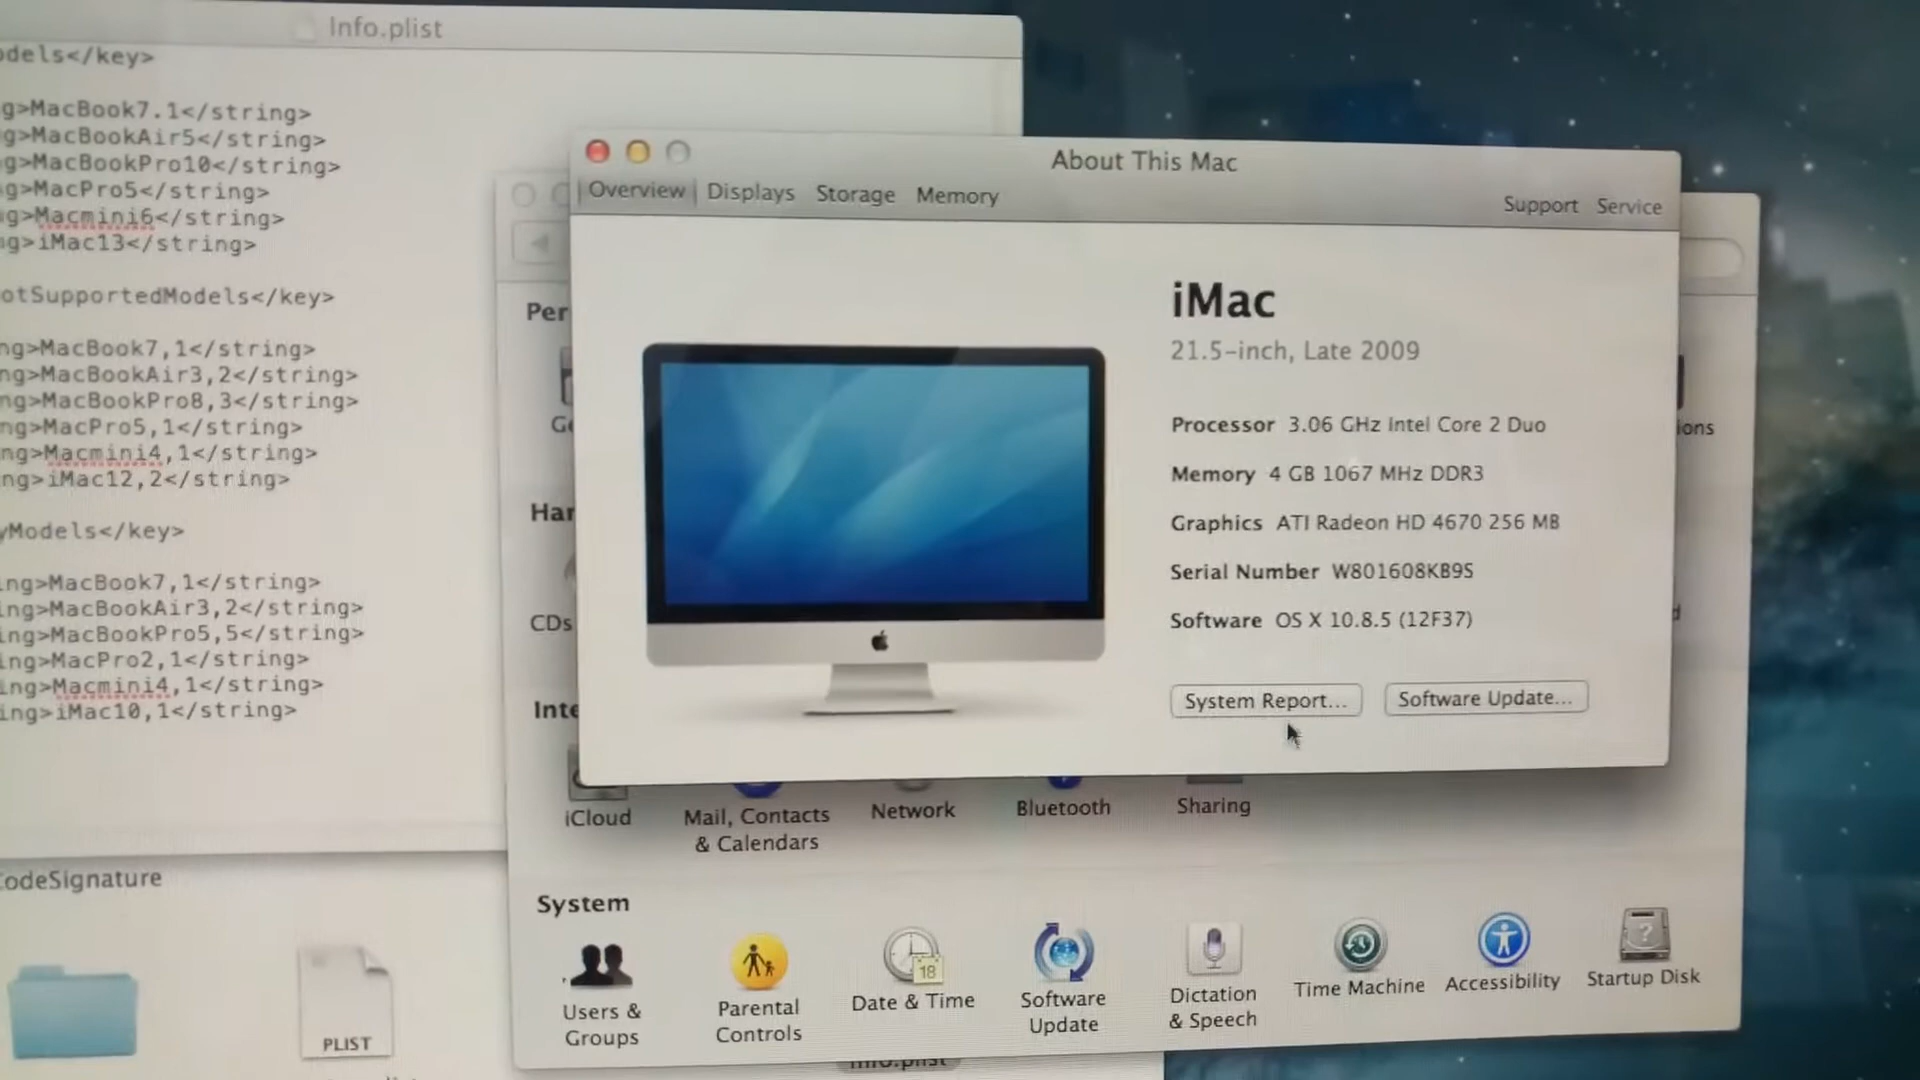 Info.plist
odels</key>
g>MacBook7.1</string>
g>MacBookAir5</string>
g>MacBookPro10</string>
g>MacPro5</string>
g>Macmini6</string>
g>iMac13</string>
otSupportedModels</key>
ng>MacBook7,1</string>
ng>MacBookAir3,2</string>
ng>MacBookPro8,3</string>
ng>MacPro5,1</string>
ng>Macmini4,1</string>
ng>iMac12,2</string>
yModels</key>
ing>MacBook7,1</string>
ing>MacBookAir3,2</string>
ing>MacBookPro5,5</string>
ing>MacPro2,1</string>
ing>Macmini4,1</string>
ing>iMac10,1</string>
CodeSignature
PLIST
About This Mac
Overview Displays Storage Memory
Support Service
iMac
21.5-inch, Late 2009
Processor 3.06 GHz Intel Core 2 Duo
Memory 4 GB 1067 MHz DDR3
Graphics ATI Radeon HD 4670 256 MB
Serial Number W801608KB9S
Software OS X 10.8.5 (12F37)
System Report... Software Update...
Per
Ge
ions
Har
CDs
Inte
iCloud
Mail, Contacts
& Calendars
Network
Bluetooth
Sharing
System
Users &
Groups
Parental
Controls
18
Date & Time
Software
Update
Dictation
& Speech
Time Machine
Accessibility
Startup Disk
Info.plist